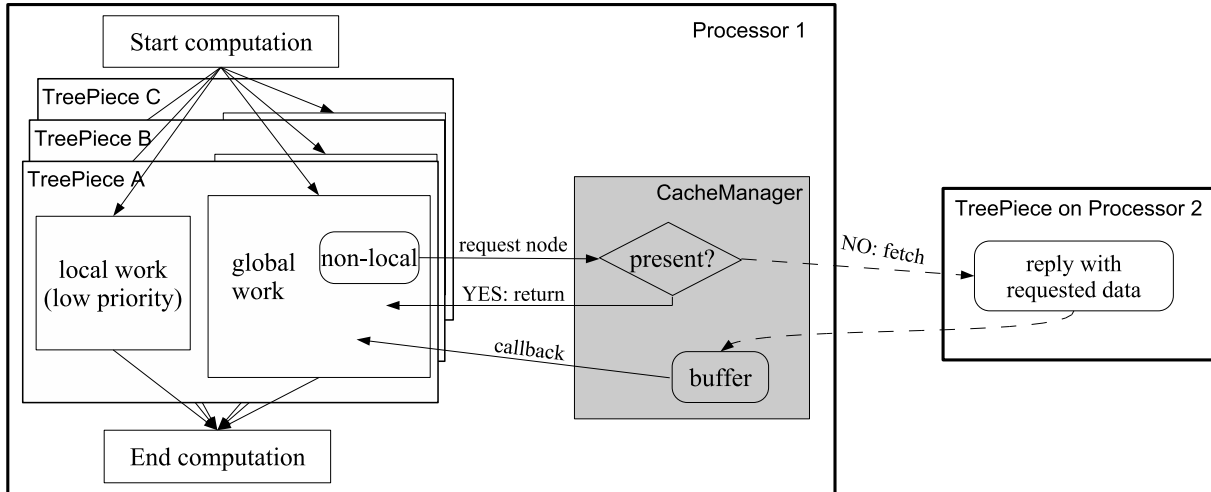 Processor 1
Start computation
TreePiece C
TreePiece B
TreePiece A
local work
(low priority)
global
work
non-local
request node
YES: return
callback
CacheManager
present?
buffer
NO: fetch
TreePiece on Processor 2
reply with
requested data
End computation